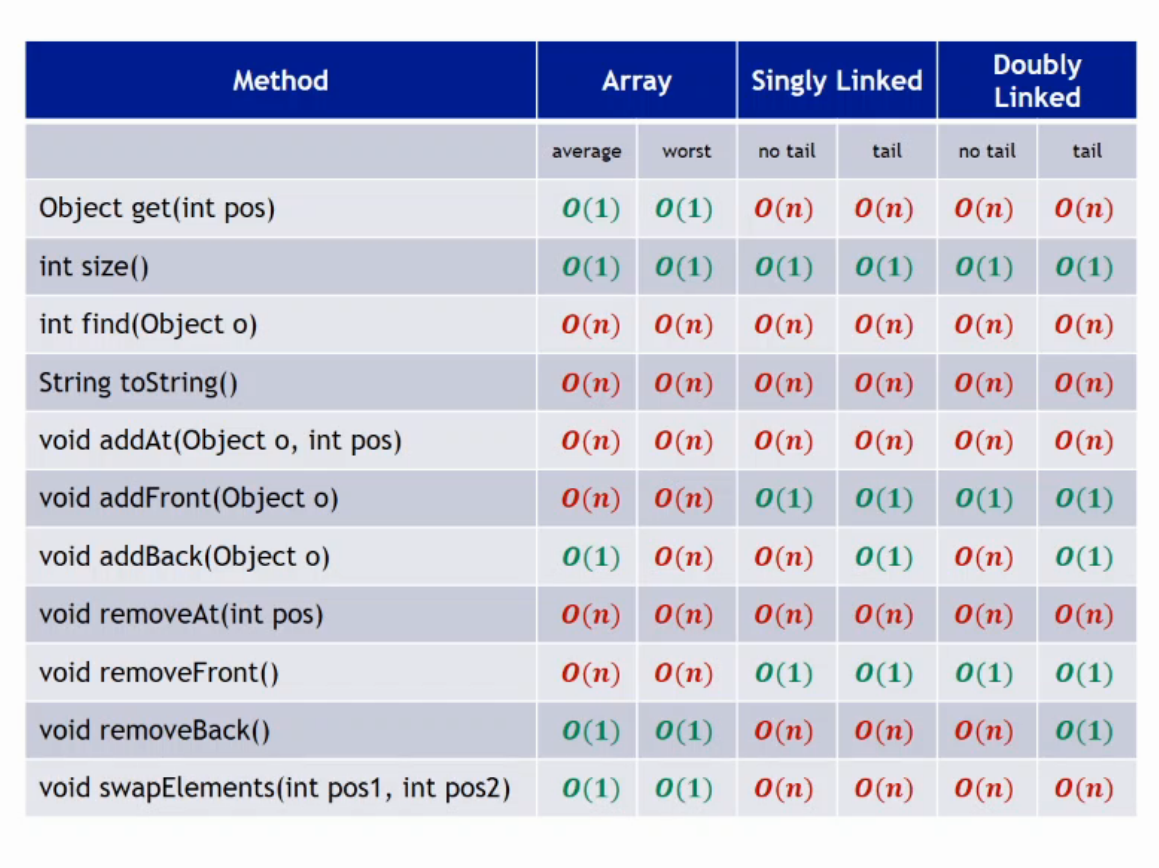 Method Array Singly Linked Doubly Linked
average worst no tail tail no tail tail
Object get(int pos) O(1) O(1) O(n) O(n) O(n) O(n)
int size() O(1) O(1) O(1) O(1) O(1) O(1)
int find(Object o) O(n) O(n) O(n) O(n) O(n) O(n)
String toString() O(n) O(n) O(n) O(n) O(n) O(n)
void addAt(Object o, int pos) O(n) O(n) O(n) O(n) O(n) O(n)
void addFront(Object o) O(n) O(n) O(1) O(1) O(1) O(1)
void addBack(Object o) O(1) O(n) O(n) O(1) O(n) O(1)
void removeAt(int pos) O(n) O(n) O(n) O(n) O(n) O(n)
void removeFront() O(n) O(n) O(1) O(1) O(1) O(1)
void removeBack() O(1) O(1) O(n) O(n) O(n) O(1)
void swapElements(int pos1, int pos2) O(1) O(1) O(n) O(n) O(n) O(n)